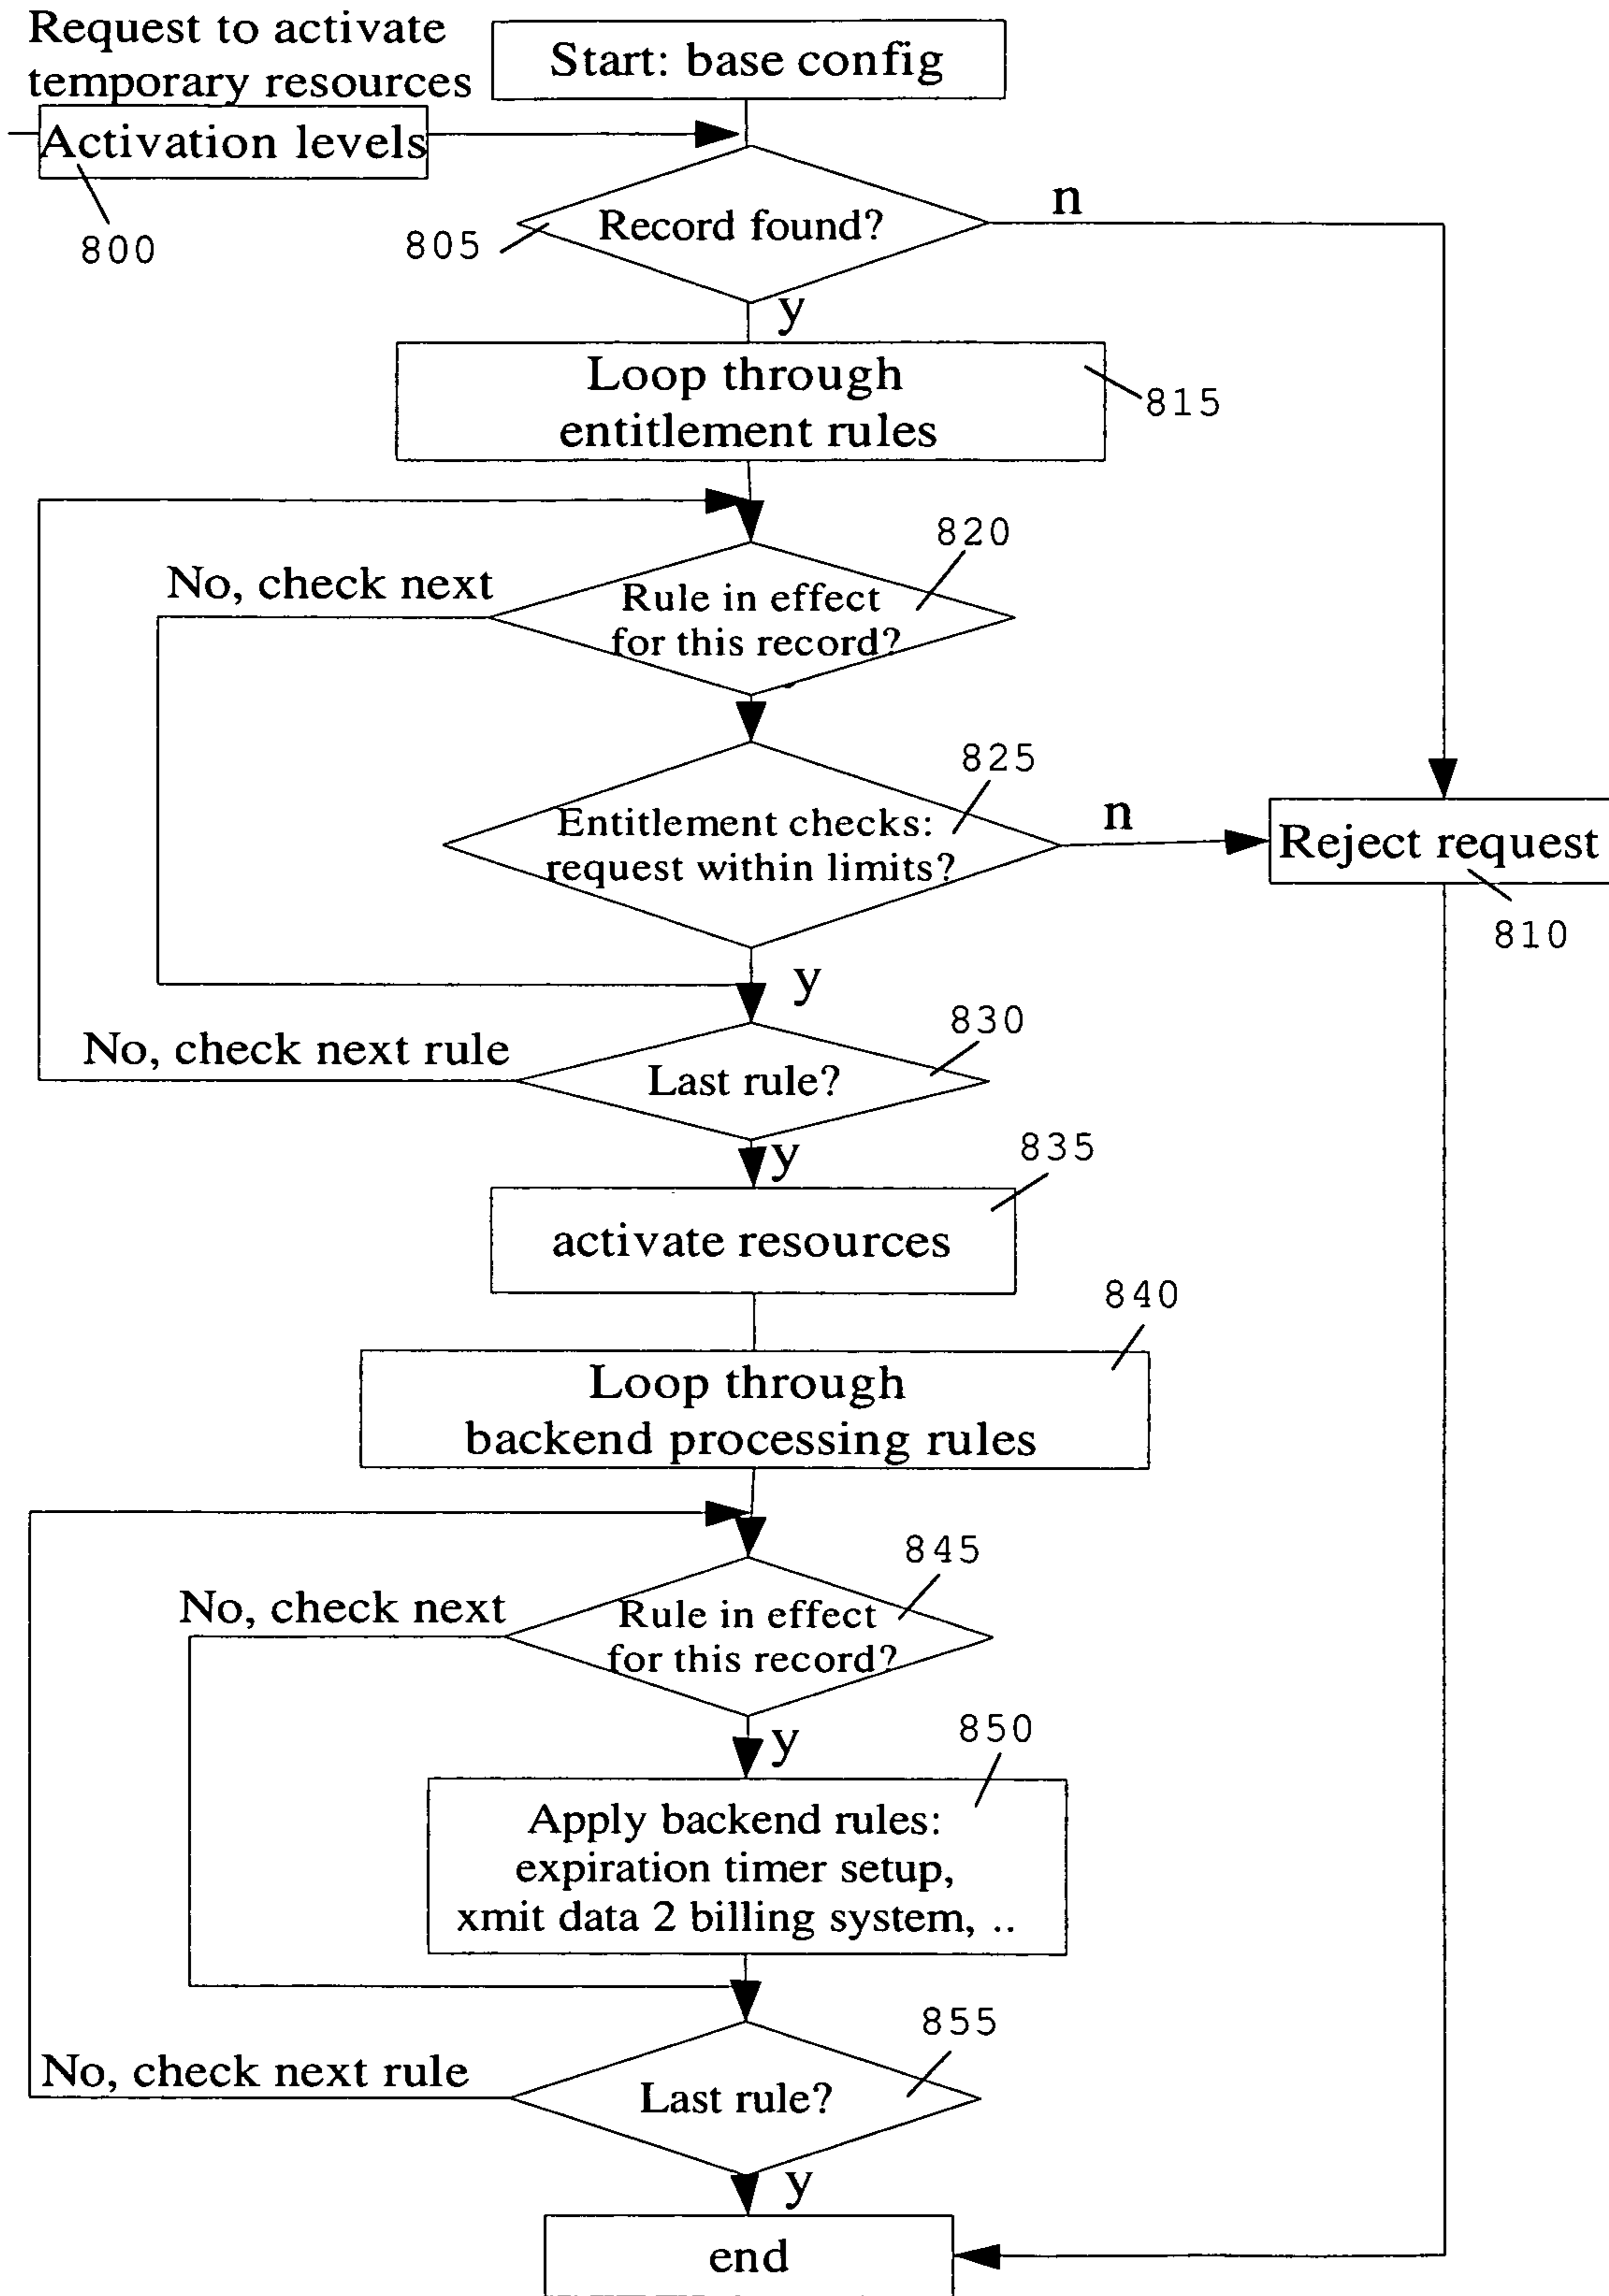 Request to activate
temporary resources
Start: base config
Activation levels
800
805
Record found?
n
y
Loop through
entitlement rules
815
820
No, check next
Rule in effect
for this record?
825
Entitlement checks:
request within limits?
n
Reject request
810
y
830
No, check next rule
Last rule?
y
835
activate resources
840
Loop through
backend processing rules
845
No, check next
Rule in effect
for this record?
y
850
Apply backend rules:
expiration timer setup,
xmit data 2 billing system, ..
855
No, check next rule
Last rule?
y
end